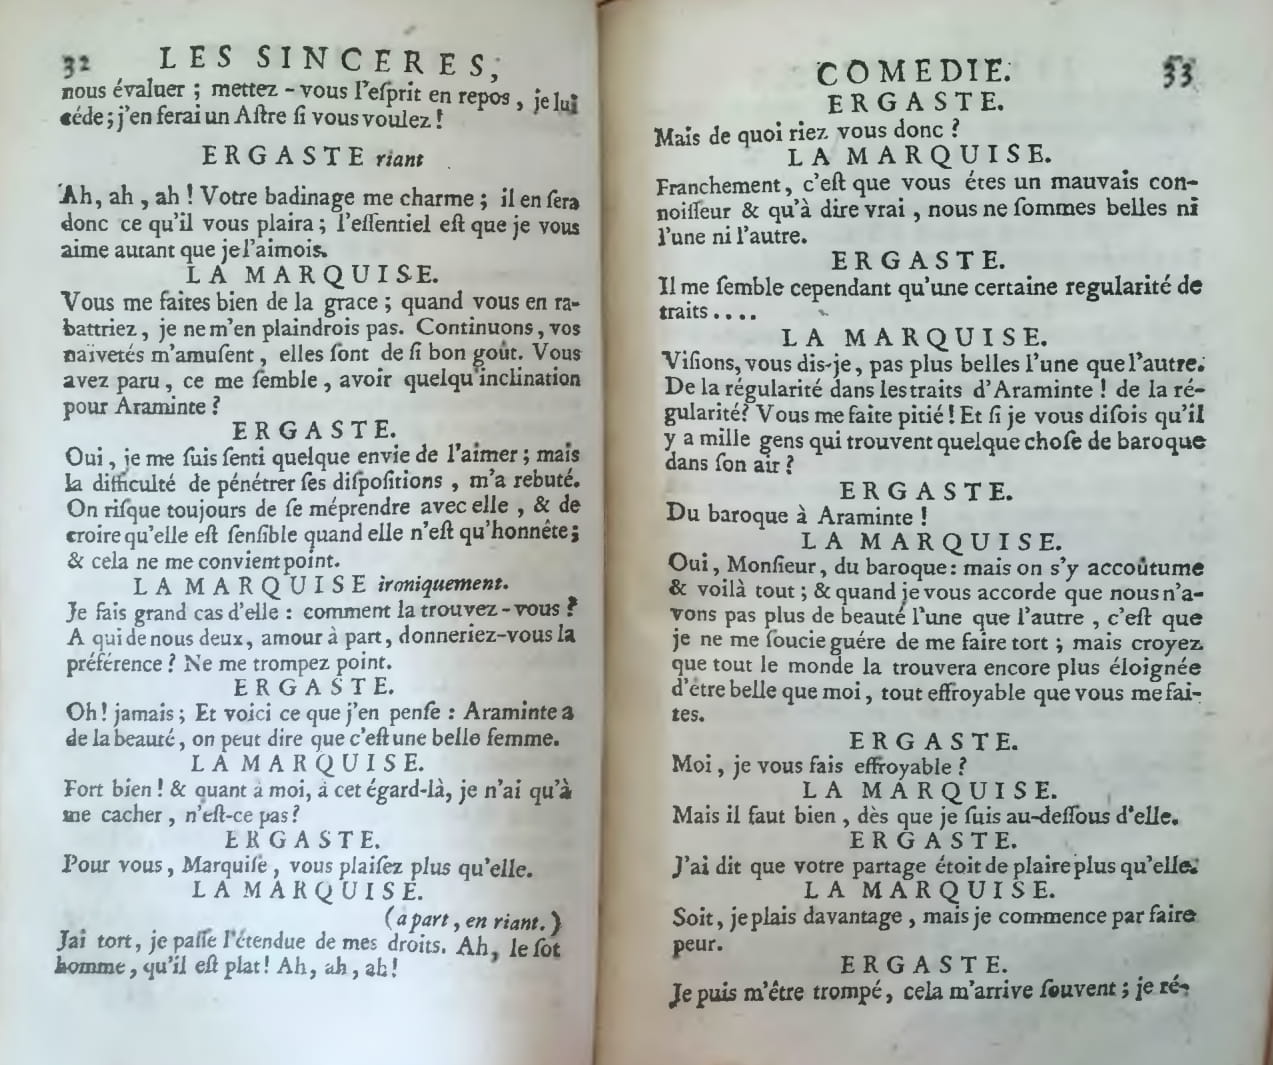 32 LES SINCERES,
nous évaluer ; mettez - vous l'eſprit en repos , je lui
céde ; j'en ferai un Aſtre ſi vous voulez !
ERGASTE riant
Ah, ah , ah ! Votre badinage me charme ; il en ſera
donc ce qu'il vous plaira ; l'eſſentiel eſt que je vous
aime autant que je l'aimois.
LA MARQUISE.
Vous me faites bien de la grace ; quand vous en ra-
battriez , je ne m'en plaindrois pas. Continuons, vos
naïvetés m'amuſent , elles ſont de ſi bon goût. Vous
avez paru , ce me ſemble , avoir quelqu'inclination
pour Araminte ?
ERGASTE.
Oui , je me ſuis ſenti quelque envie de l'aimer ; mais
la difficulté de pénétrer ſes diſpoſitions , m'a rebuté.
On riſque toujours de ſe méprendre avec elle , & de
croire qu'elle eſt ſenſible quand elle n'eſt qu'honnête ;
& cela ne me convient point.
LA MARQUISE ironiquement.
Je fais grand cas d'elle : comment la trouvez - vous ?
A qui de nous deux, amour à part, donneriez-vous la
préférence ? Ne me trompez point.
ERGASTE.
Oh ! jamais ; Et voici ce que j'en penſe : Araminte a
de la beauté , on peut dire que c'eſt une belle femme.
LA MARQUISE.
Fort bien ! & quant à moi, à cet égard-là, je n'ai qu'à
me cacher , n'eſt-ce pas ?
ERGASTE.
Pour vous , Marquiſe , vous plaiſez plus qu'elle.
LA MARQUISE.
( à part , en riant. )
J'ai tort, je paſſe l'étendue de mes droits. Ah, le ſot
homme , qu'il eſt plat ! Ah, ah , ah !
COMEDIE. 33
ERGASTE.
Mais de quoi riez vous donc ?
LA MARQUISE.
Franchement , c'eſt que vous étes un mauvais con-
noiſſeur & qu'à dire vrai , nous ne ſommes belles ni
l'une ni l'autre.
ERGASTE.
Il me ſemble cependant qu'une certaine regularité de
traits . . . .
LA MARQUISE.
Viſions, vous dis-je , pas plus belles l'une que l'autre.
De la régularité dans les traits d'Araminte ! de la ré-
gularité ? Vous me faite pitié ! Et ſi je vous diſois qu'il
y a mille gens qui trouvent quelque choſe de baroque
dans ſon air ?
ERGASTE.
Du baroque à Araminte !
LA MARQUISE.
Oui , Monſieur , du baroque : mais on s'y accoûtume
& voilà tout ; & quand je vous accorde que nous n'a-
vons pas plus de beauté l'une que l'autre , c'eſt que
je ne me ſoucie guére de me faire tort ; mais croyez
que tout le monde la trouvera encore plus éloignée
d'être belle que moi , tout effroyable que vous me fai-
tes.
ERGASTE.
Moi , je vous fais effroyable ?
LA MARQUISE.
Mais il faut bien , dès que je ſuis au-deſſous d'elle.
ERGASTE.
J'ai dit que votre partage étoit de plaire plus qu'elle.
LA MARQUISE.
Soit, je plais davantage , mais je commence par faire
peur.
ERGASTE.
Je puis m'être trompé, cela m'arrive ſouvent ; je ré-